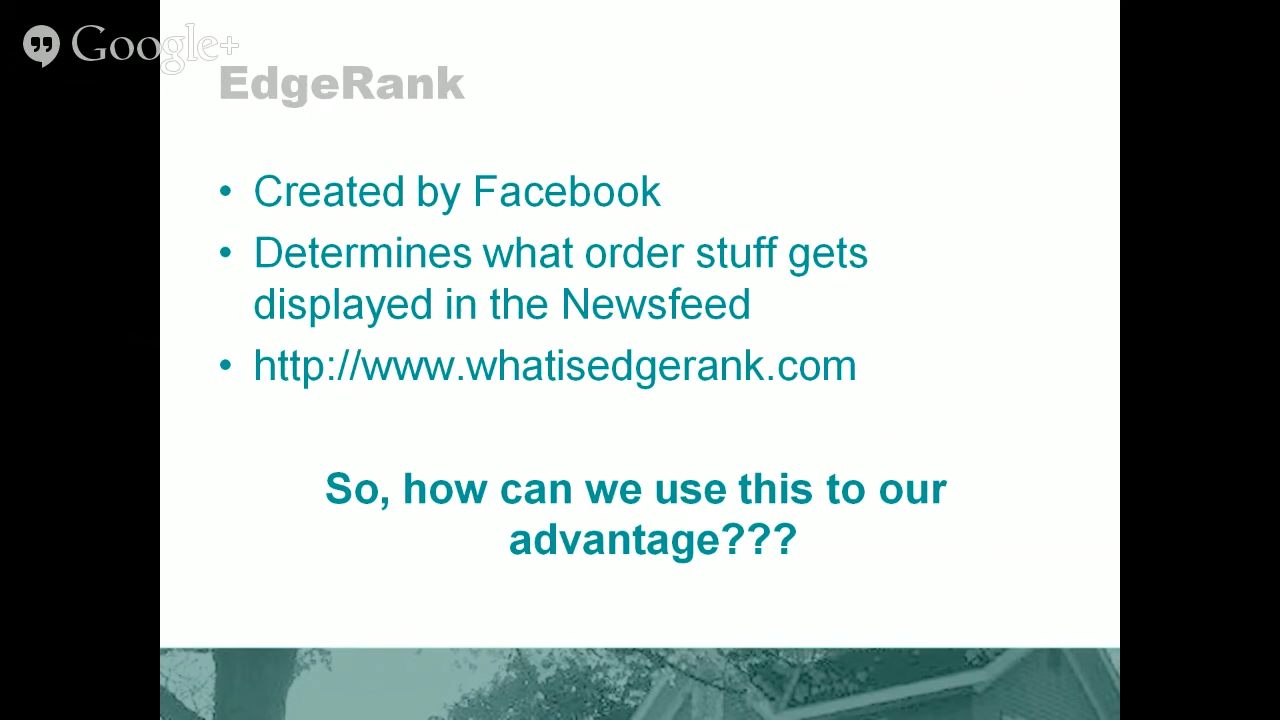 Google+
EdgeRank
• Created by Facebook
• Determines what order stuff gets
displayed in the Newsfeed
• http://www.whatisedgerank.com
So, how can we use this to our
advantage???